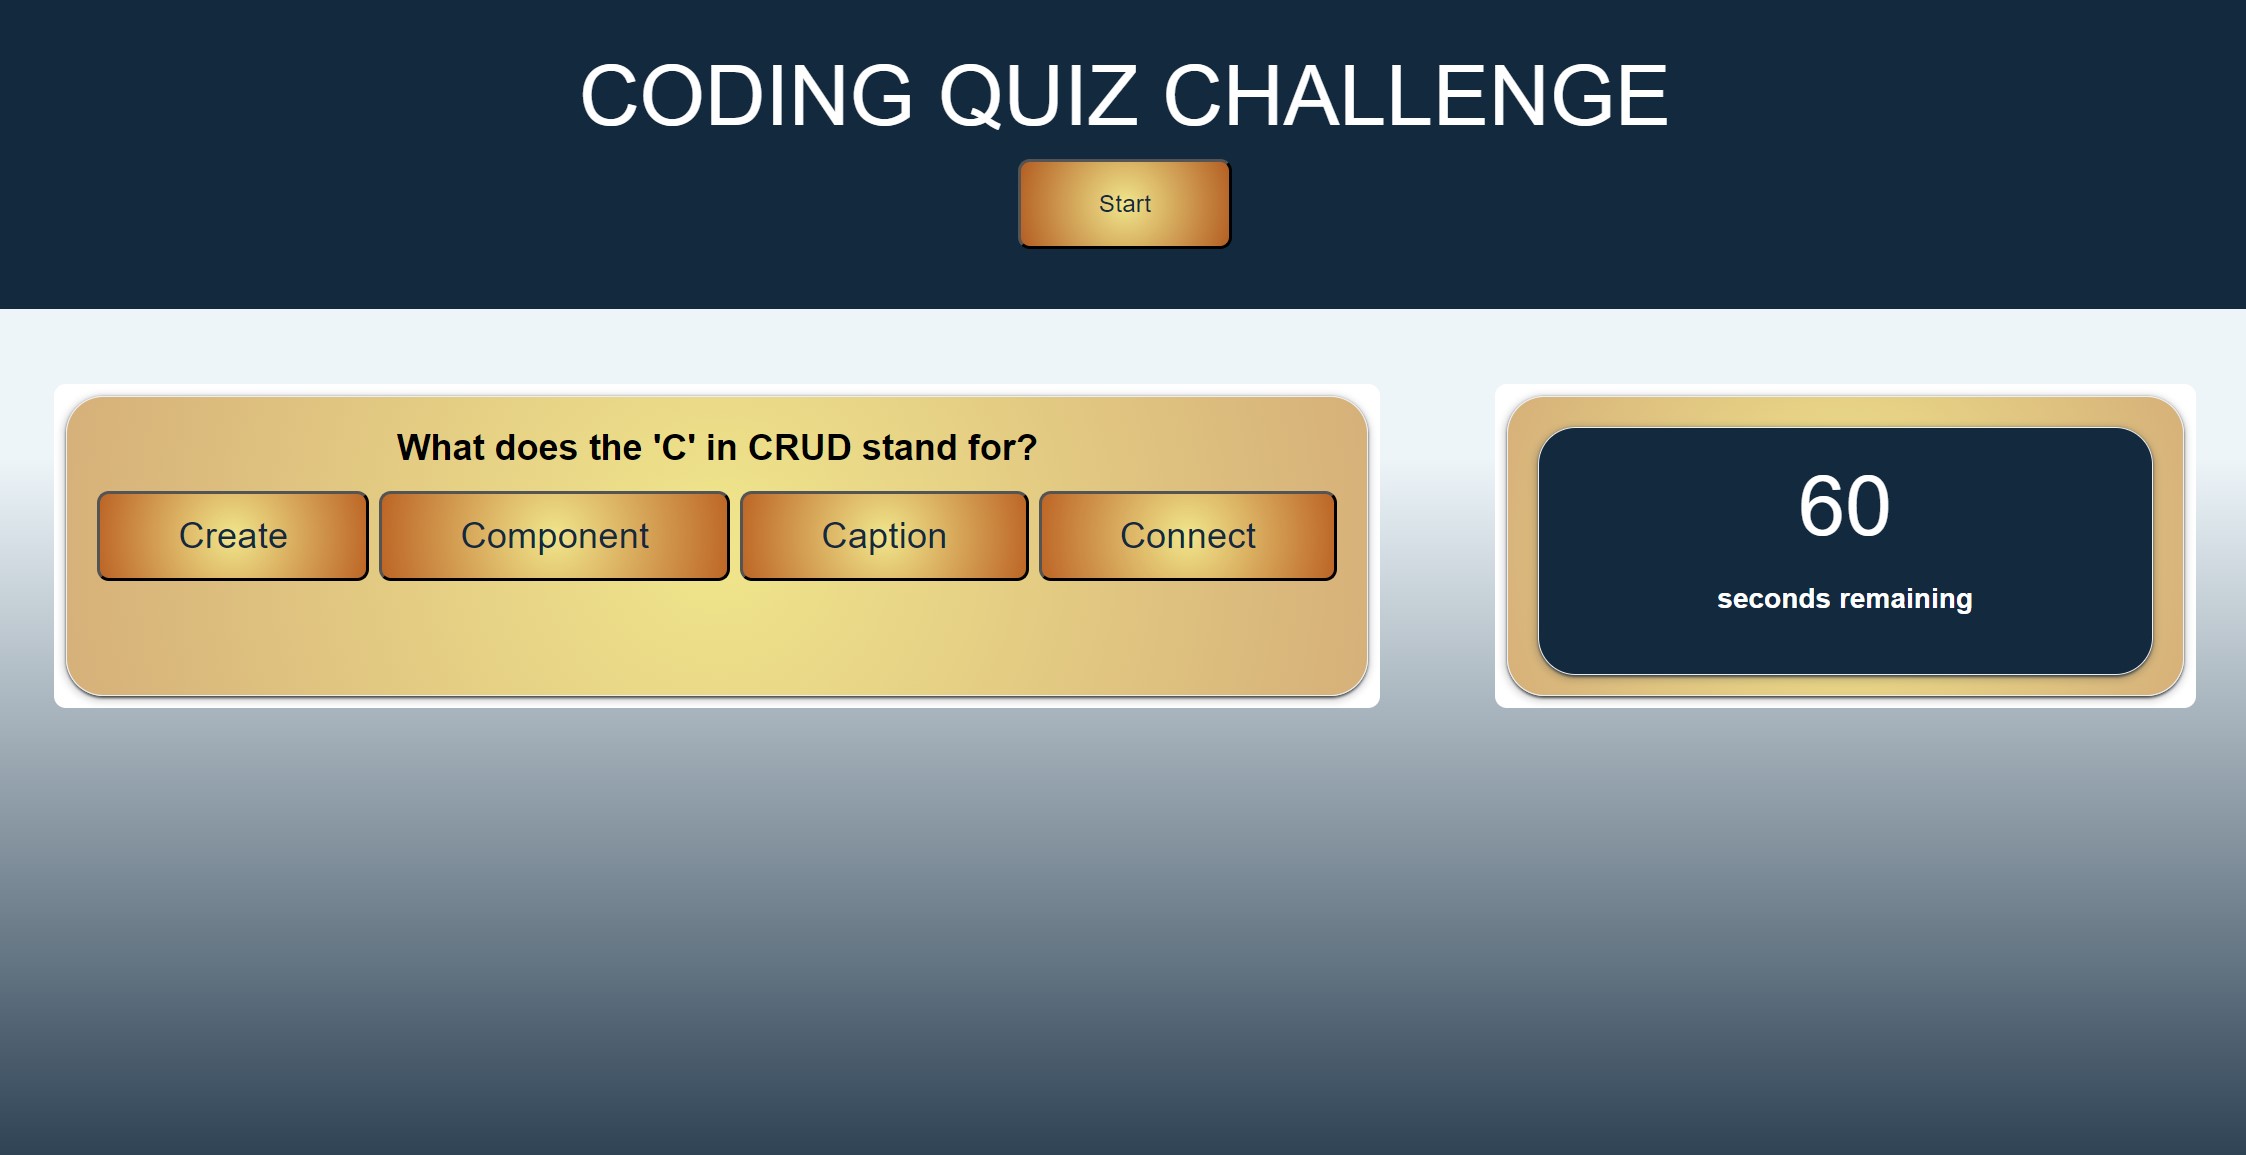 CODING QUIZ CHALLENGE
Start
What does the 'C' in CRUD stand for?
Create Component Caption Connect
60
seconds remaining